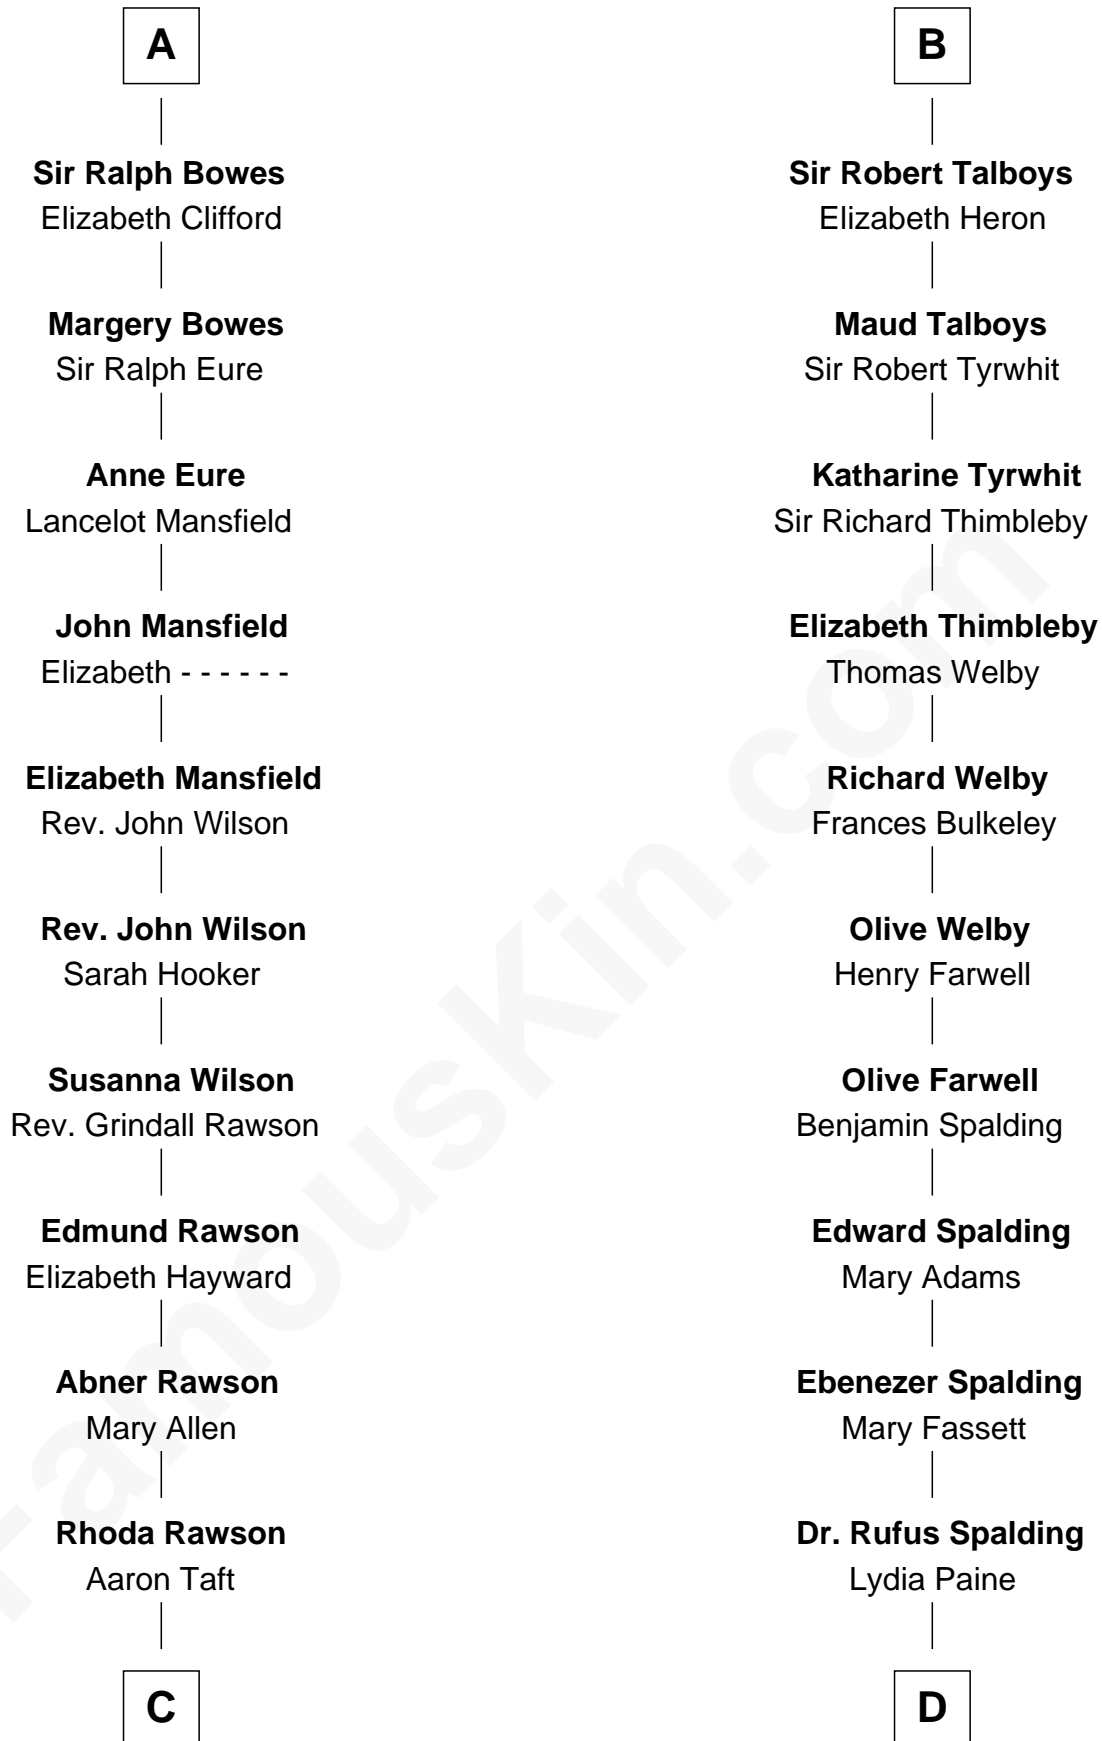 A
Sir Ralph Bowes
Elizabeth Clifford
Margery Bowes
Sir Ralph Eure
Anne Eure
Lancelot Mansfield
John Mansfield
Elizabeth - - - - - -
Elizabeth Mansfield
Rev. John Wilson
Rev. John Wilson
Sarah Hooker
Susanna Wilson
Rev. Grindall Rawson
Edmund Rawson
Elizabeth Hayward
Abner Rawson
Mary Allen
Rhoda Rawson
Aaron Taft
C
B
Sir Robert Talboys
Elizabeth Heron
Maud Talboys
Sir Robert Tyrwhit
Katharine Tyrwhit
Sir Richard Thimbleby
Elizabeth Thimbleby
Thomas Welby
Richard Welby
Frances Bulkeley
Olive Welby
Henry Farwell
Olive Farwell
Benjamin Spalding
Edward Spalding
Mary Adams
Ebenezer Spalding
Mary Fassett
Dr. Rufus Spalding
Lydia Paine
D
FamousKin.com